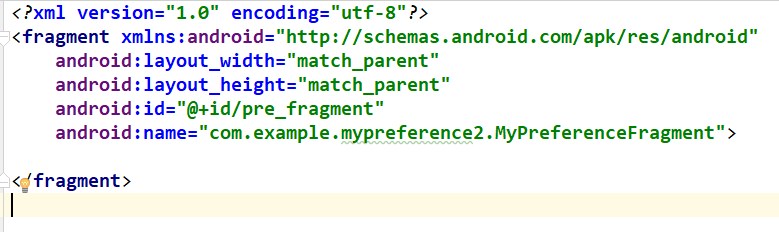 <?xml version="1.0" encoding="utf-8"?>
<fragment xmlns:android="http://schemas.android.com/apk/res/android"
    android:layout_width="match_parent"
    android:layout_height="match_parent"
    android:id="@+id/pre_fragment"
    android:name="com.example.mypreference2.MyPreferenceFragment">
</fragment>